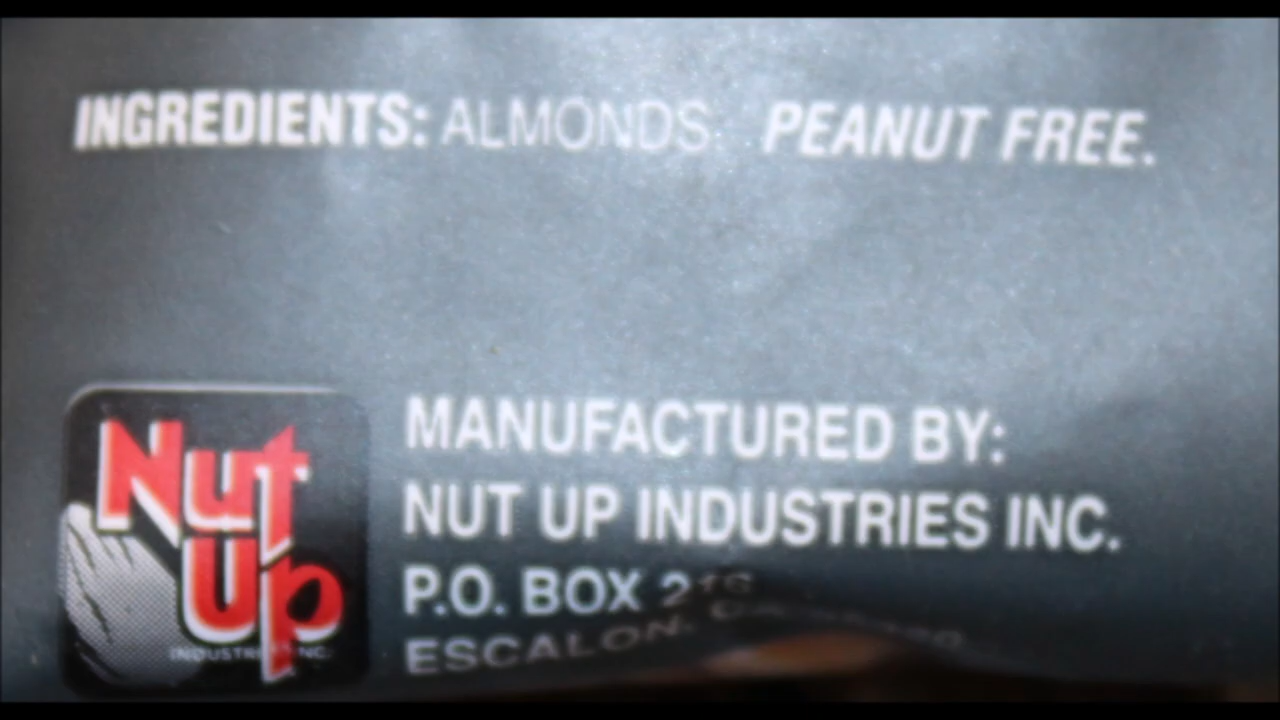 INGREDIENTS: ALMONDS. PEANUT FREE.
Nut
Up
INDUSTRIES INC.
MANUFACTURED BY:
NUT UP INDUSTRIES INC.
P.O. BOX
ESCALON,